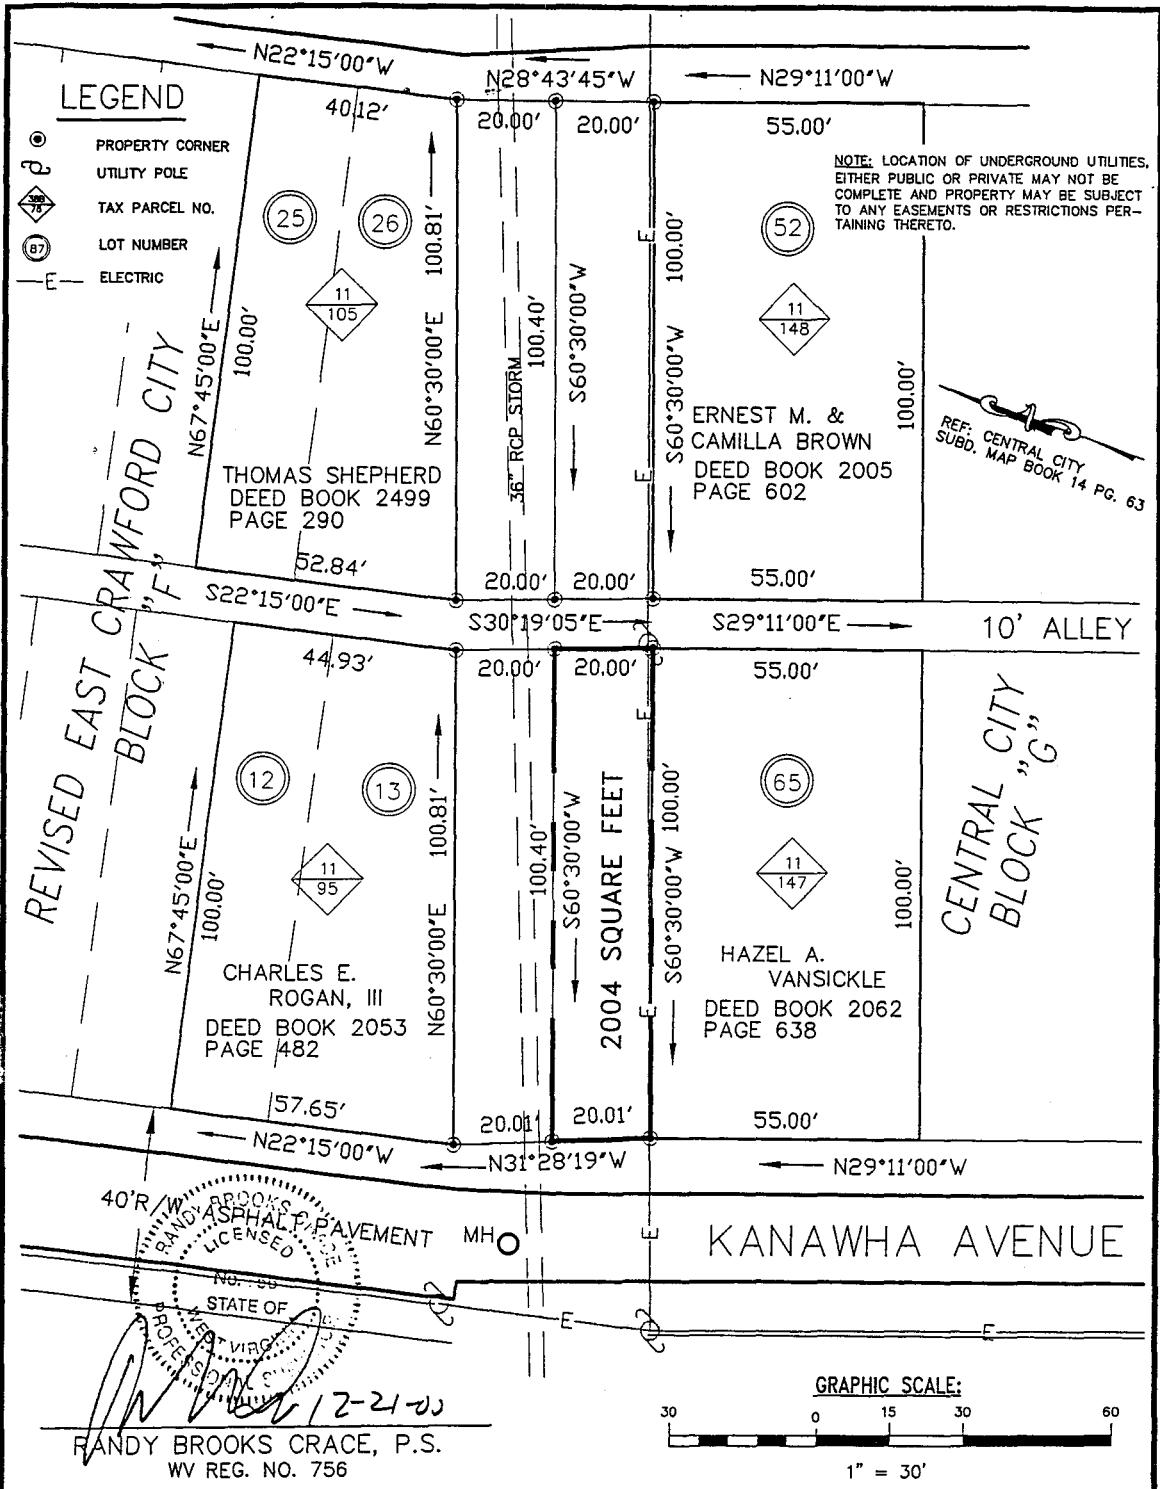 N22°15'00"W
N28°43'45"W
N29°11'00"W
LEGEND
PROPERTY CORNER
UTILITY POLE
38B
78
TAX PARCEL NO.
87
LOT NUMBER
E
ELECTRIC
40.12'
20.00'
20.00'
55.00'
NOTE: LOCATION OF UNDERGROUND UTILITIES,
EITHER PUBLIC OR PRIVATE MAY NOT BE
COMPLETE AND PROPERTY MAY BE SUBJECT
TO ANY EASEMENTS OR RESTRICTIONS PER-
TAINING THERETO.
25
26
52
11
105
11
148
N67°45'00"E
100.00'
N60°30'00"E
100.81'
36" RCP STORM
100.40'
S60°30'00"W
E
E
S60°30'00"W
100.00'
100.00'
THOMAS SHEPHERD
DEED BOOK 2499
PAGE 290
ERNEST M. &
CAMILLA BROWN
DEED BOOK 2005
PAGE 602
REF: CENTRAL CITY
SUBD. MAP BOOK 14 PG. 63
REVISED EAST CRAWFORD CITY
BLOCK "F"
52.84'
20.00'
20.00'
55.00'
S22°15'00"E
S30°19'05"E
S29°11'00"E
10' ALLEY
44.93'
20.00'
20.00'
55.00'
E
12
13
65
11
95
11
147
N67°45'00"E
100.00'
N60°30'00"E
100.81'
100.40'
S60°30'00"W
2004 SQUARE FEET
S60°30'00"W
100.00'
100.00'
E
CENTRAL CITY
BLOCK "G"
CHARLES E.
ROGAN, III
DEED BOOK 2053
PAGE 482
HAZEL A.
VANSICKLE
DEED BOOK 2062
PAGE 638
57.65'
20.01'
20.01'
55.00'
N22°15'00"W
N31°28'19"W
N29°11'00"W
40'R/W
ASPHALT PAVEMENT
MH
E
KANAWHA AVENUE
E
E
RANDY BROOKS CRACE
LICENSED
No.
STATE OF
WEST VIRGINIA
PROFESSIONAL
12-21-00
RANDY BROOKS CRACE, P.S.
WV REG. NO. 756
GRAPHIC SCALE:
30 0 15 30 60
1" = 30'